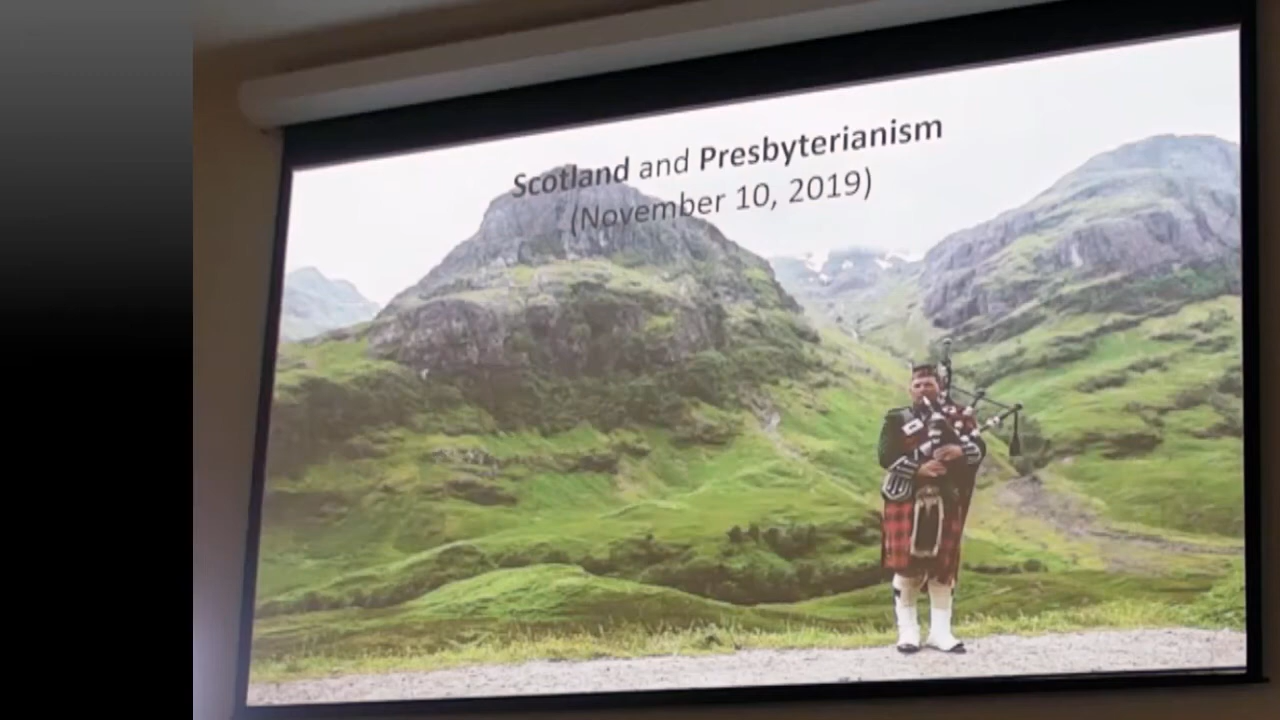 Scotland and Presbyterianism
(November 10, 2019)